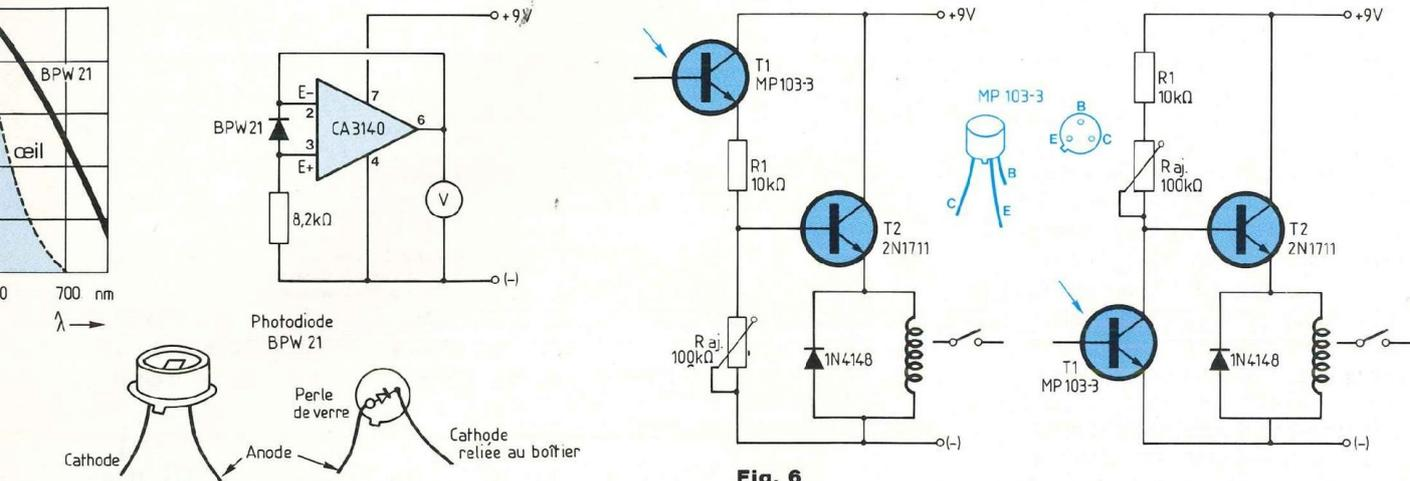 BPW 21
œil
0
700 nm
λ
+9V
E-
2
7
BPW21
CA3140
6
3
E+
4
V
8,2kΩ
(-)
Photodiode
BPW 21
Cathode
Anode
Perle
de verre
Cathode
reliée au boîtier
+9V
T1
MP103-3
R1
10kΩ
T2
2N1711
R aj.
100kΩ
1N4148
(-)
Fig. 6
MP 103-3
B
E
C
C
B
E
+9V
R1
10kΩ
R aj.
100kΩ
T2
2N1711
T1
MP103-3
1N4148
(-)